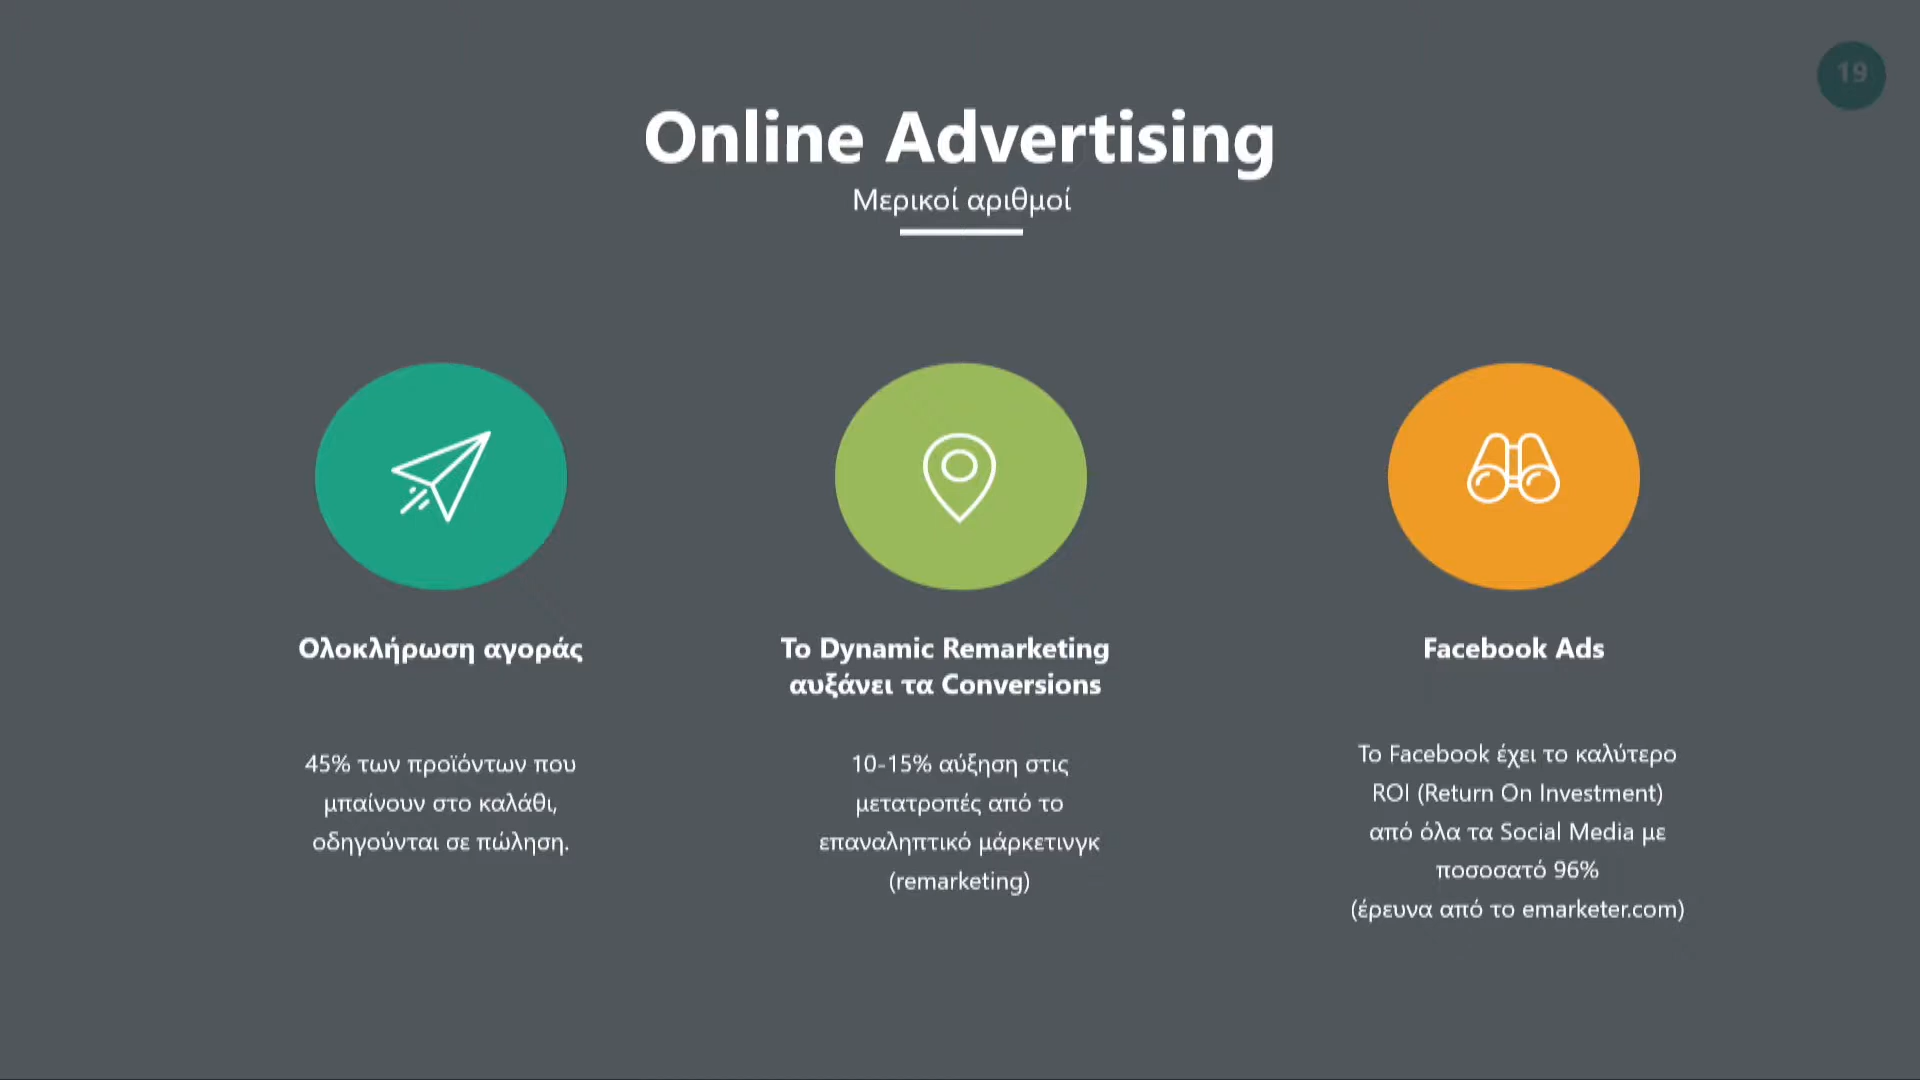 19
Online Advertising
Μερικοί αριθμοί
Ολοκλήρωση αγοράς
45% των προϊόντων που
μπαίνουν στο καλάθι,
οδηγούνται σε πώληση.
Το Dynamic Remarketing
αυξάνει τα Conversions
10-15% αύξηση στις
μετατροπές από το
επαναληπτικό μάρκετινγκ
(remarketing)
Facebook Ads
Το Facebook έχει το καλύτερο
ROI (Return On Investment)
από όλα τα Social Media με
ποσοσατό 96%
(έρευνα από το emarketer.com)